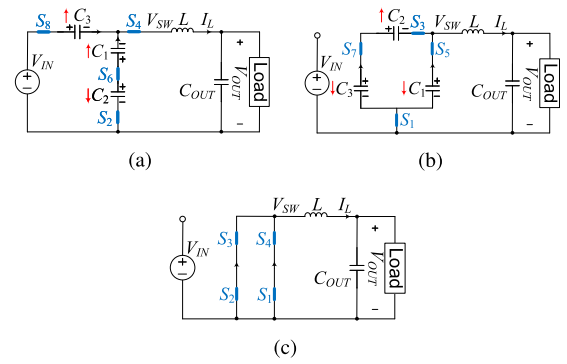 S8 C3 S4 VSW L IL
VIN C1 S6 C2 S2 COUT VOUT Load
(a)
C2 S3 VSW L IL
VIN S7 S5 C3 C1 S1 COUT VOUT Load
(b)
VSW L IL
VIN S3 S4 S2 S1 COUT VOUT Load
(c)